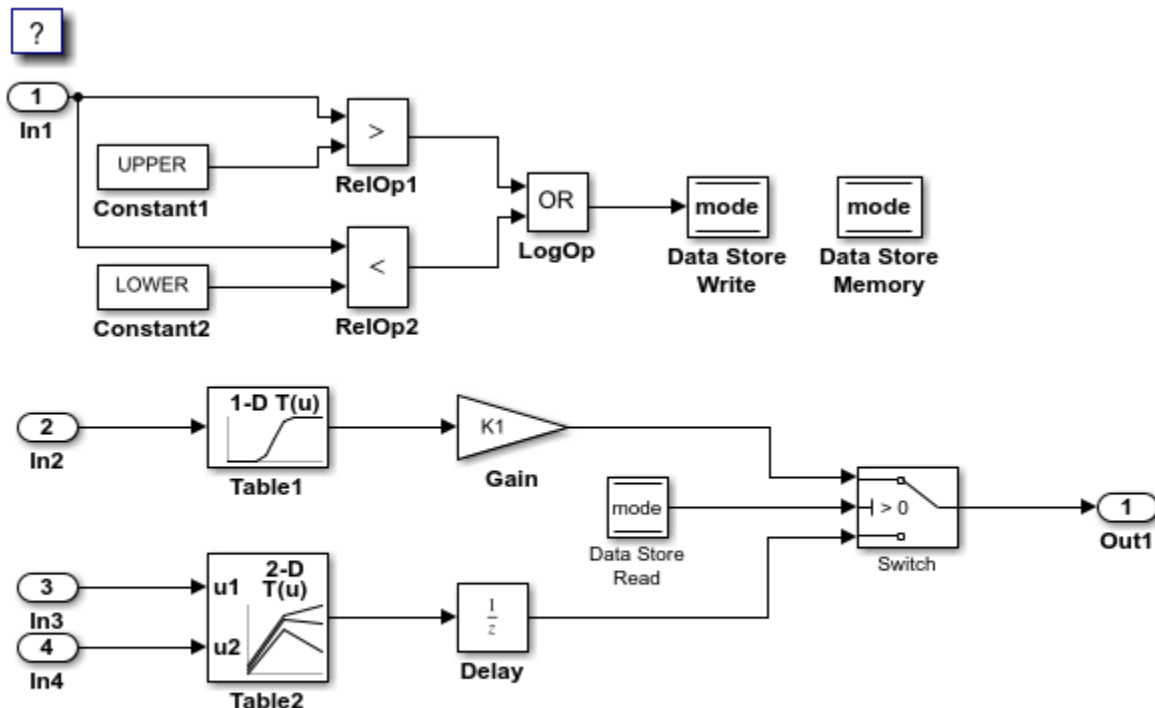 ?
1
In1
UPPER
Constant1
>
RelOp1
LOWER
Constant2
<
RelOp2
OR
LogOp
mode
Data Store
Write
mode
Data Store
Memory
2
In2
1-D T(u)
Table1
K1
Gain
mode
Data Store
Read
> 0
Switch
1
Out1
3
In3
4
In4
u1
u2
2-D
T(u)
Table2
1
z
Delay